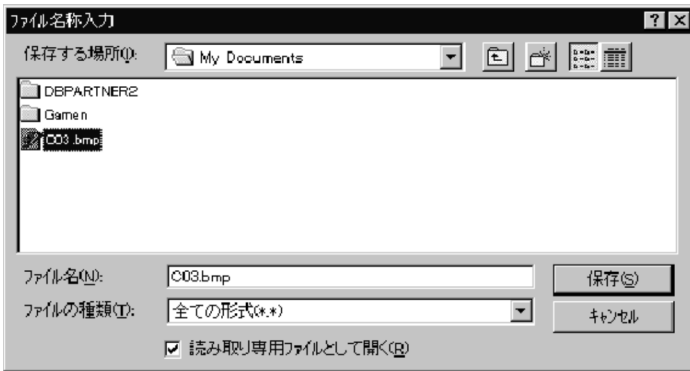 ファイル名称入力
保存する場所(I):
My Documents
DBPARTNER2
Gamen
C03.bmp
ファイル名(N):
C03.bmp
保存(S)
ファイルの種類(T):
全ての形式(*.*)
キャンセル
読み取り専用ファイルとして開く(R)